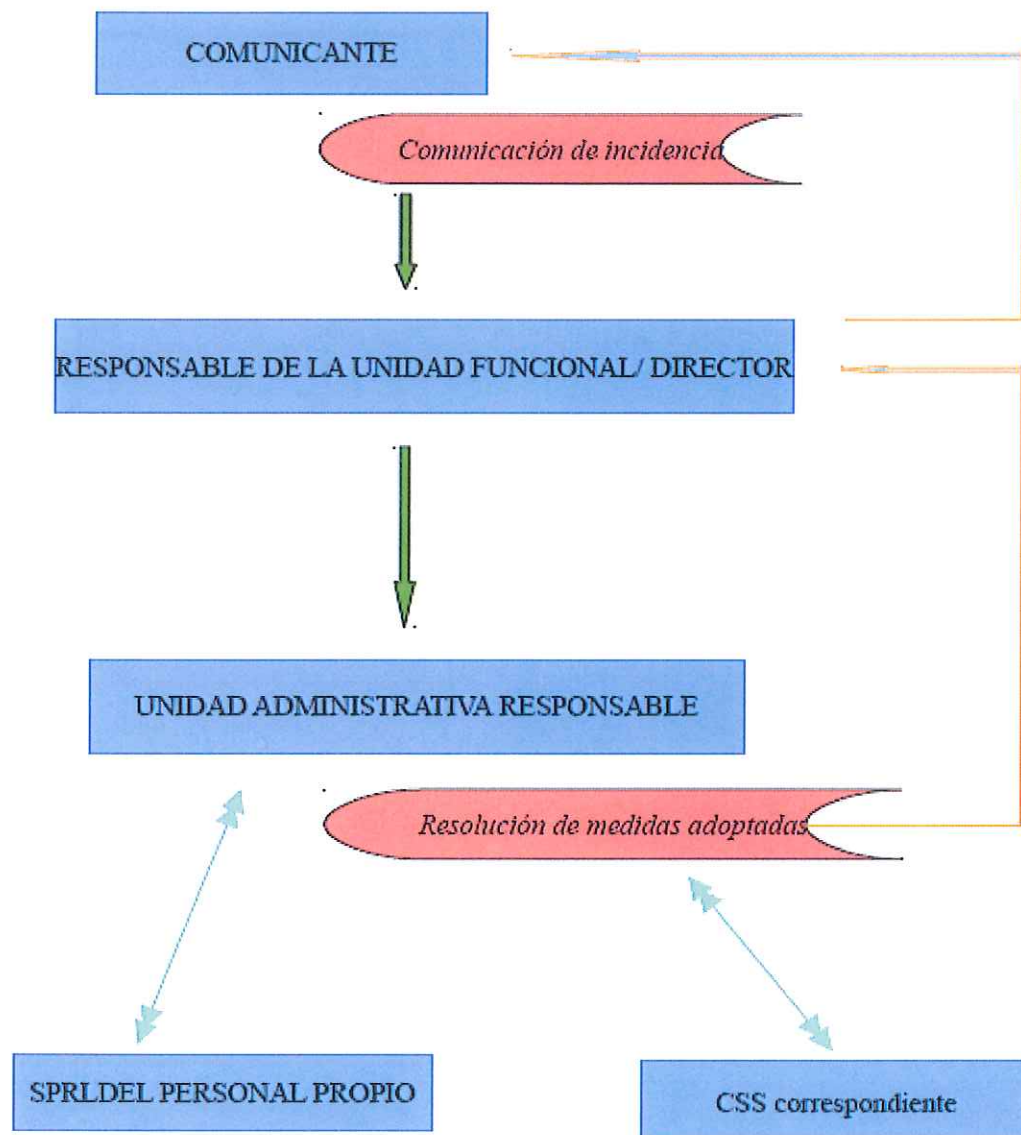 COMUNICANTE
Comunicación de incidencia
RESPONSABLE DE LA UNIDAD FUNCIONAL/ DIRECTOR
UNIDAD ADMINISTRATIVA RESPONSABLE
Resolución de medidas adoptadas
SPRLDEL PERSONAL PROPIO
CSS correspondiente